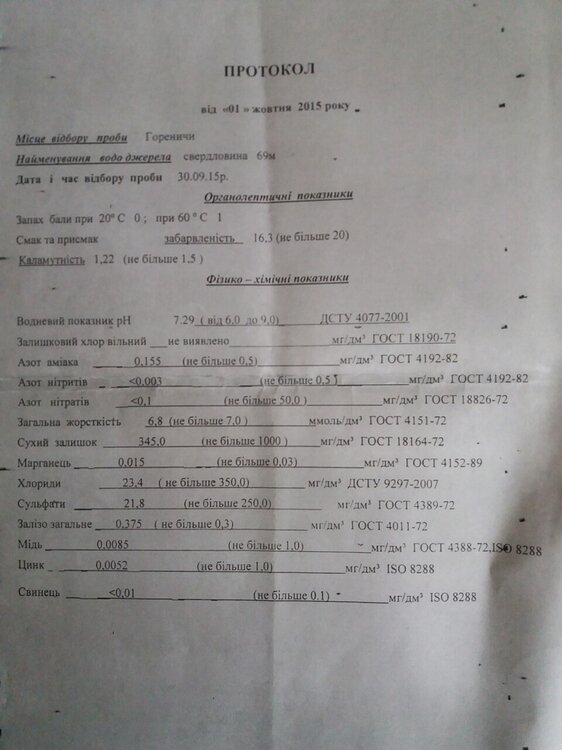 ПРОТОКОЛ
від «01» жовтня 2015 року
Місце відбору проби Гореничи
Найменування водо джерела свердловина 69м
Дата і час відбору проби 30.09.15р.
Органолептичні показники
Запах бали при 20° С 0 ; при 60 ° С 1
Смак та присмак забарвленість 16,3 (не більше 20)
Каламутність 1,22 (не більше 1,5 )
Фізико – хімічні показники
Водневий показник pH 7.29 ( від 6,0 до 9,0) ДСТУ 4077-2001
Залишковий хлор вільний не виявлено мг/дм³ ГОСТ 18190-72
Азот аміака 0,155 (не більше 0,5) мг/дм³ ГОСТ 4192-82
Азот нітритів <0,003 (не більше 0,5 ) мг/дм³ ГОСТ 4192-82
Азот нітратів <0,1 (не більше 50,0 ) мг/дм³ ГОСТ 18826-72
Загальна жорсткість 6,8 (не більше 7,0 ) ммоль/дм³ ГОСТ 4151-72
Сухий залишок 345,0 (не більше 1000 ) мг/дм³ ГОСТ 18164-72
Марганець 0,015 (не більше 0,03) мг/дм³ ГОСТ 4152-89
Хлориди 23,4 ( не більше 350,0) мг/дм³ ДСТУ 9297-2007
Сульфати 21,8 (не більше 250,0) мг/дм³ ГОСТ 4389-72
Залізо загальне 0,375 ( не більше 0,3) мг/дм³ ГОСТ 4011-72
Мідь 0,0085 (не більше 1,0) мг/дм³ ГОСТ 4388-72,ISO 8288
Цинк 0,0052 (не більше 1,0) мг/дм³ ISO 8288
Свинець <0,01 (не більше 0,1) мг/дм³ ISO 8288